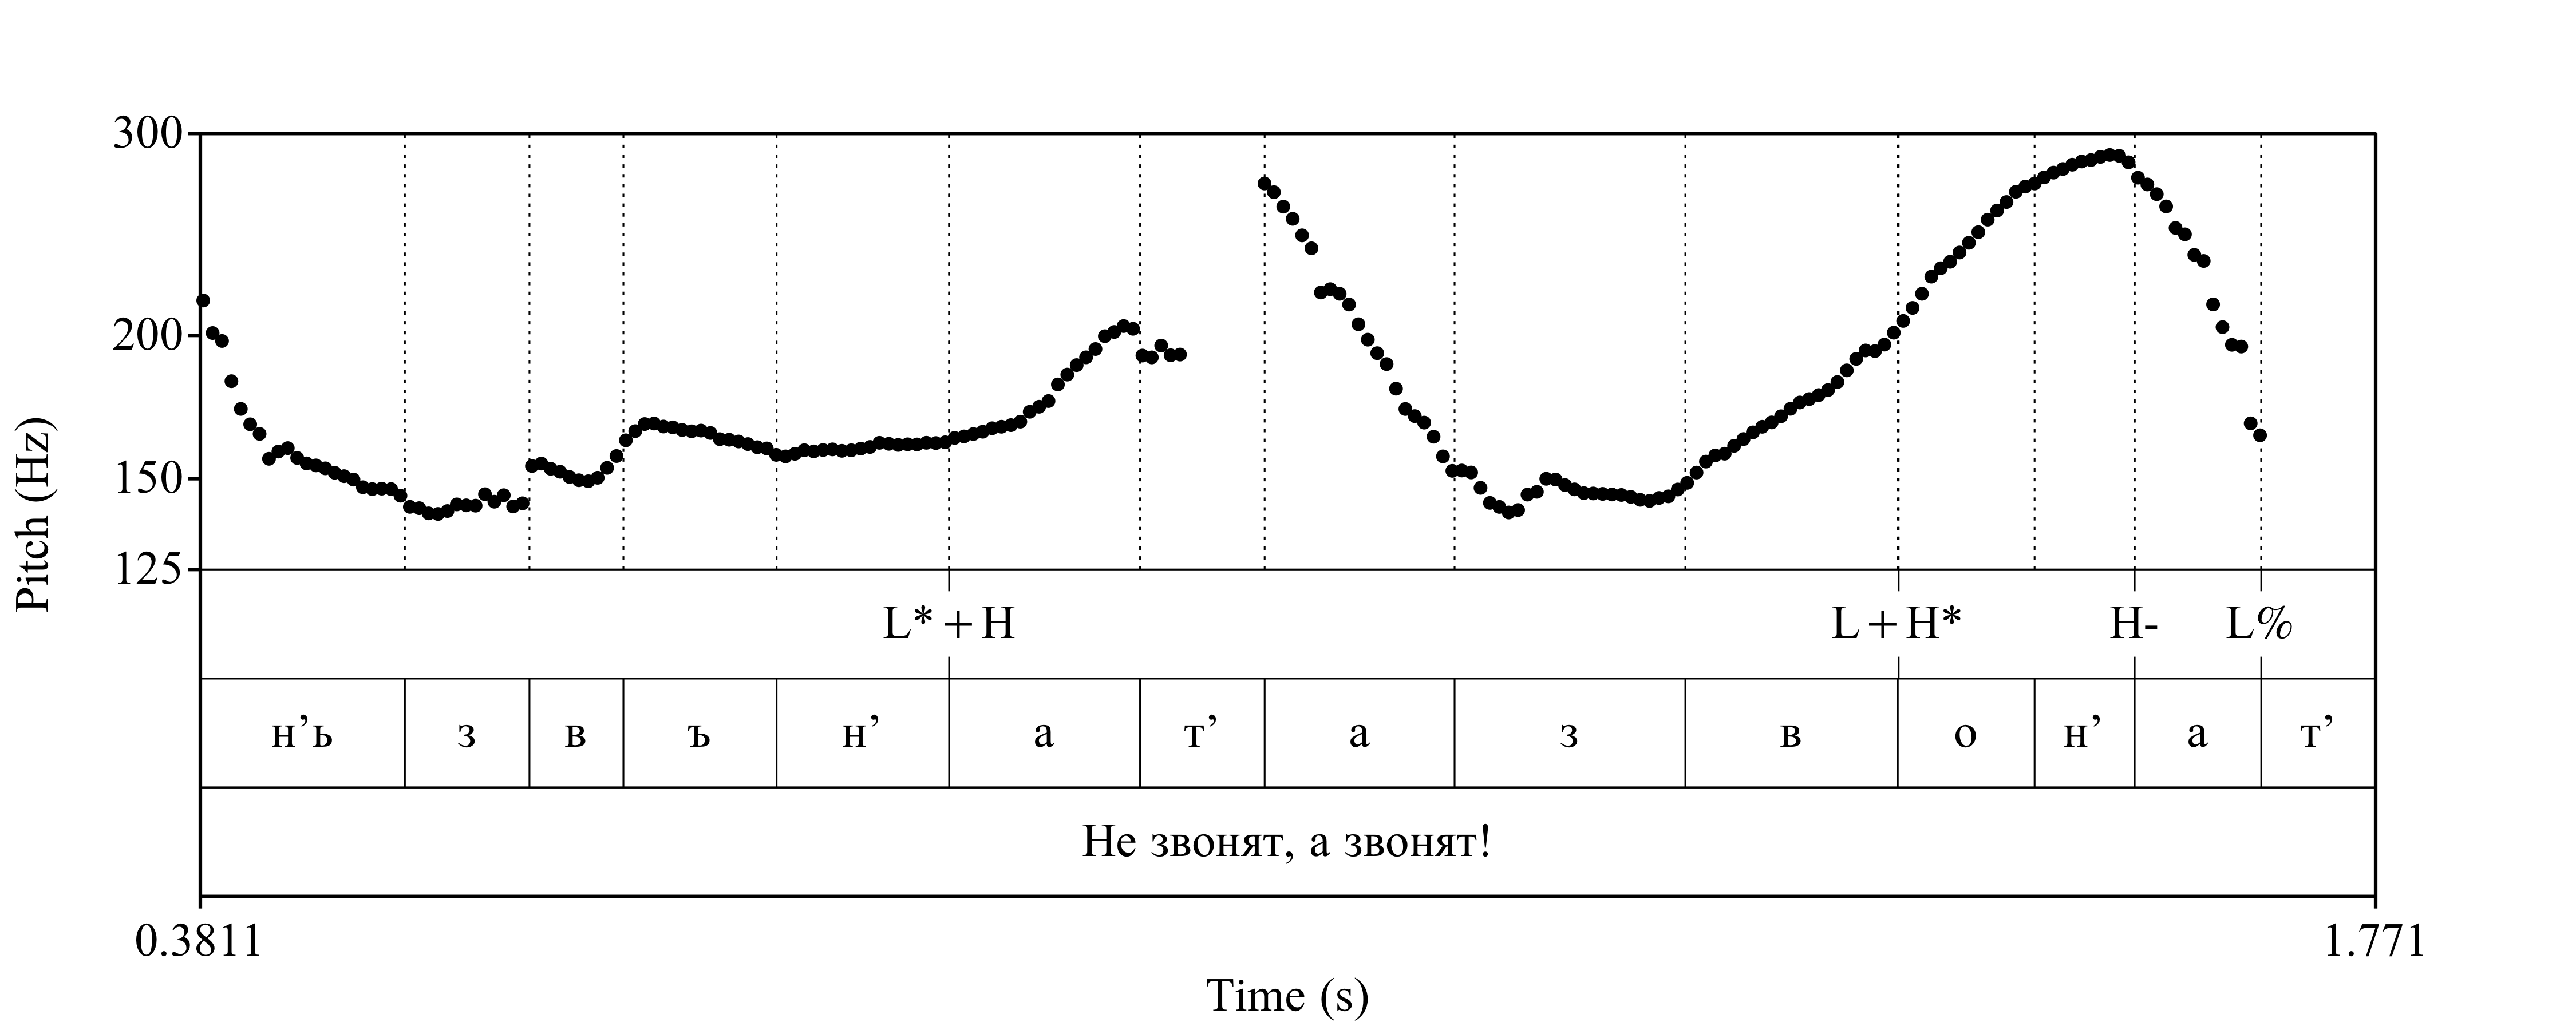 300
200
150
125
Pitch (Hz)
L*+H L+H* H- L%
н’ь з в ъ н’ а т’ а з в о н’ а т’
Не звонят, а звонят!
0.3811 1.771
Time (s)